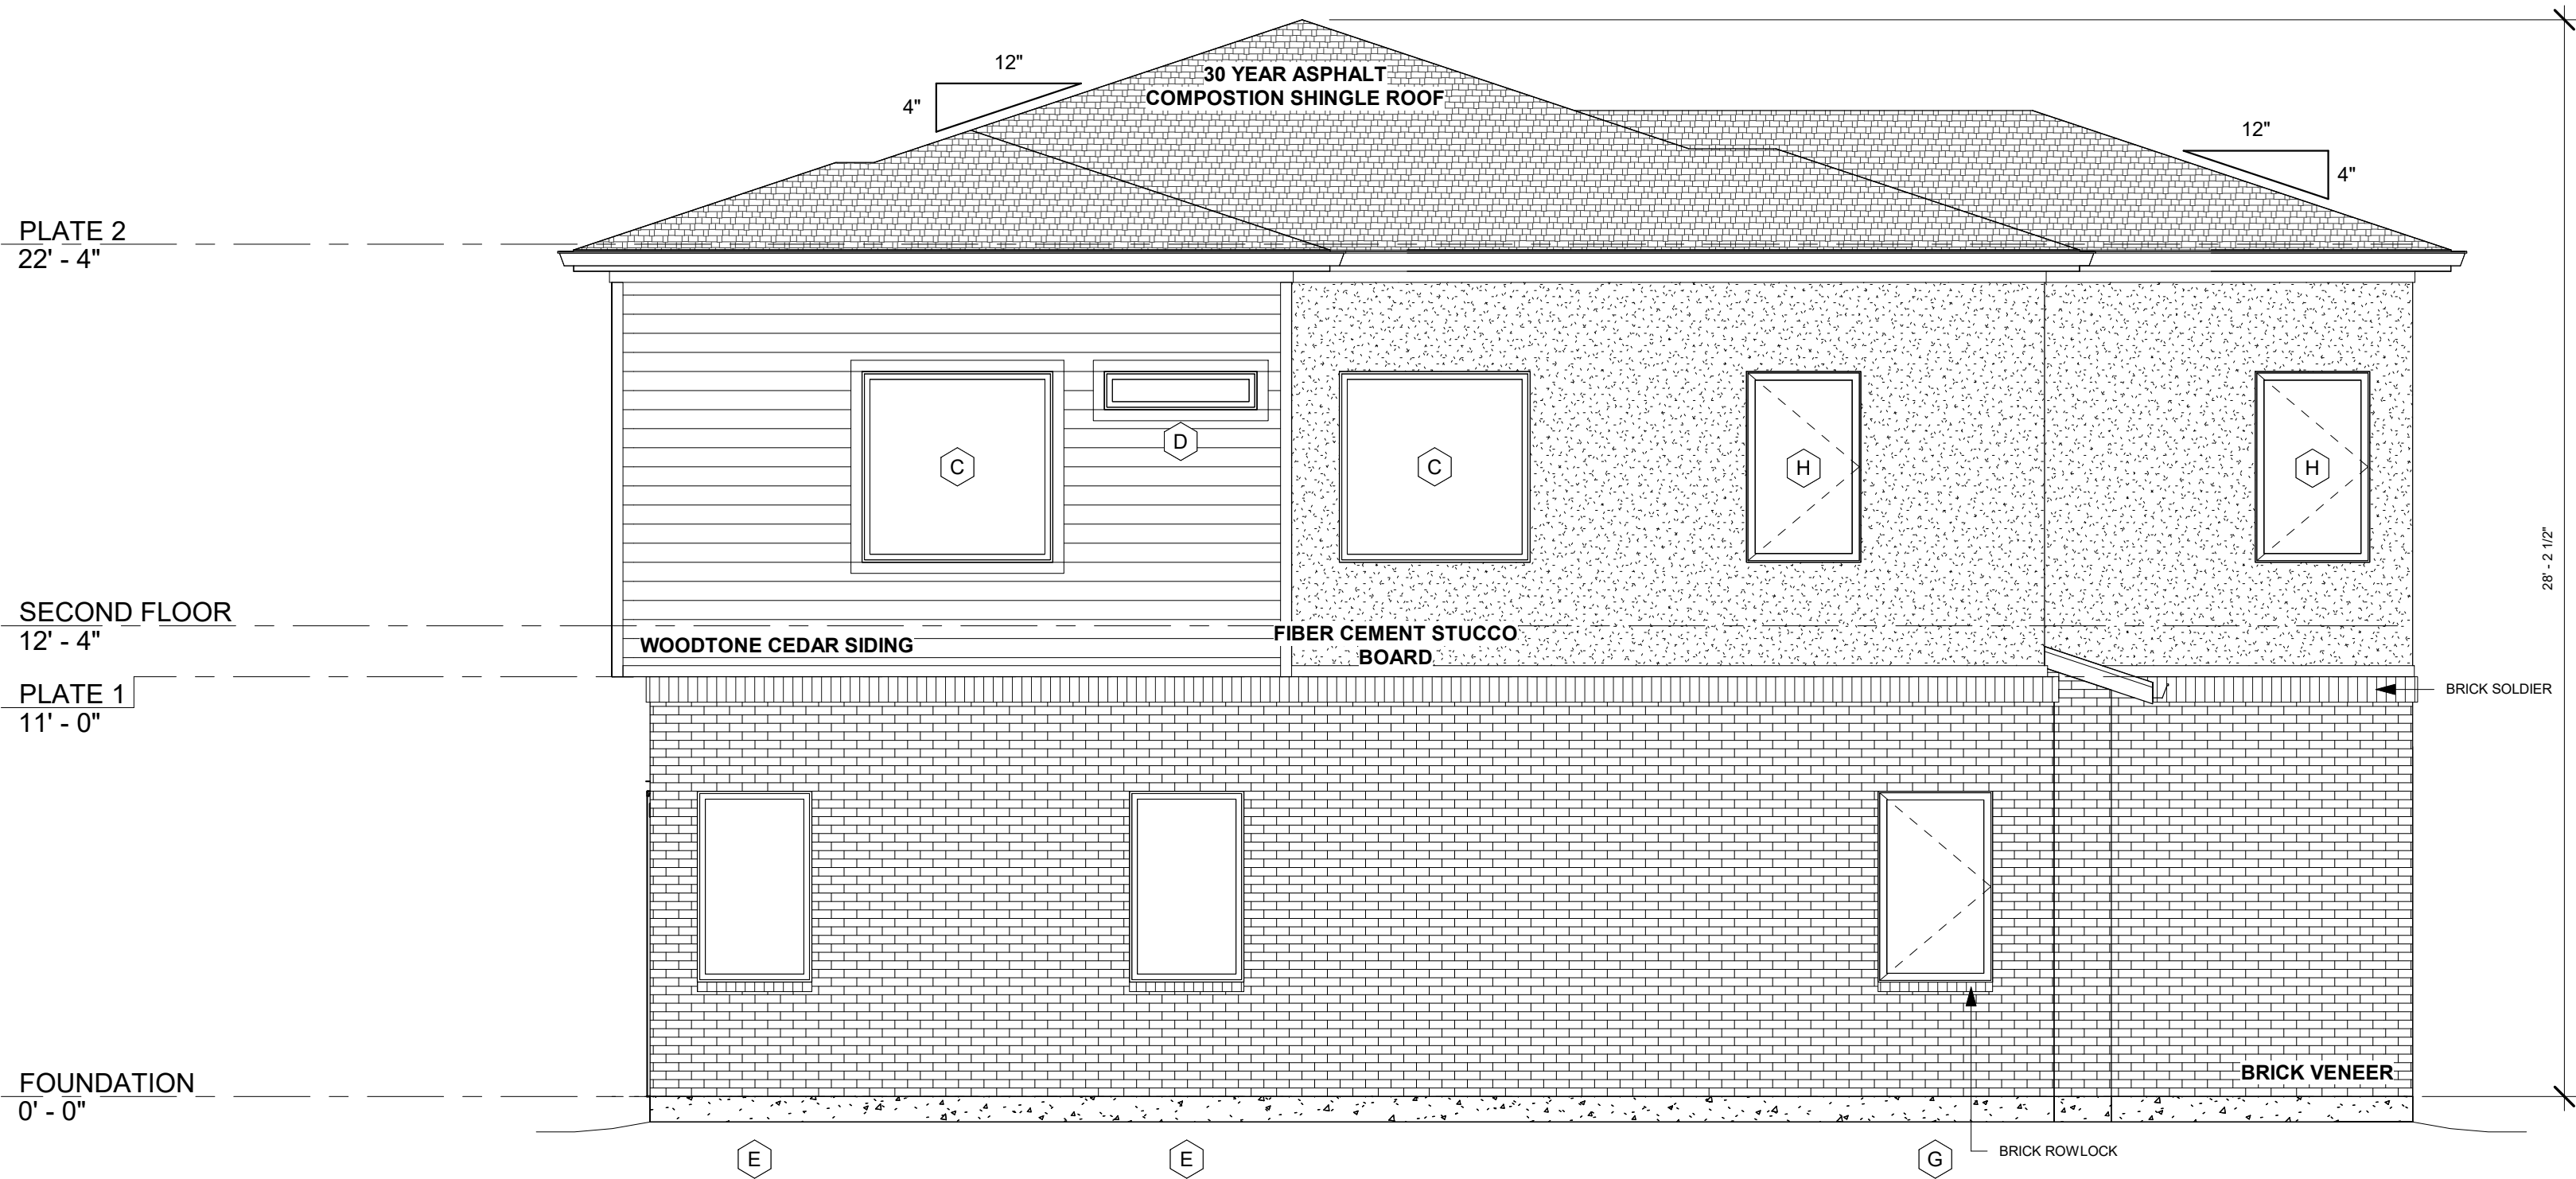 12"
4"
30 YEAR ASPHALT
COMPOSTION SHINGLE ROOF
12"
4"
PLATE 2
22' - 4"
C
D
C
H
H
28' - 2 1/2"
SECOND FLOOR
12' - 4"
WOODTONE CEDAR SIDING
FIBER CEMENT STUCCO
BOARD
PLATE 1
11' - 0"
BRICK SOLDIER
BRICK VENEER
FOUNDATION
0' - 0"
E
E
G
BRICK ROWLOCK